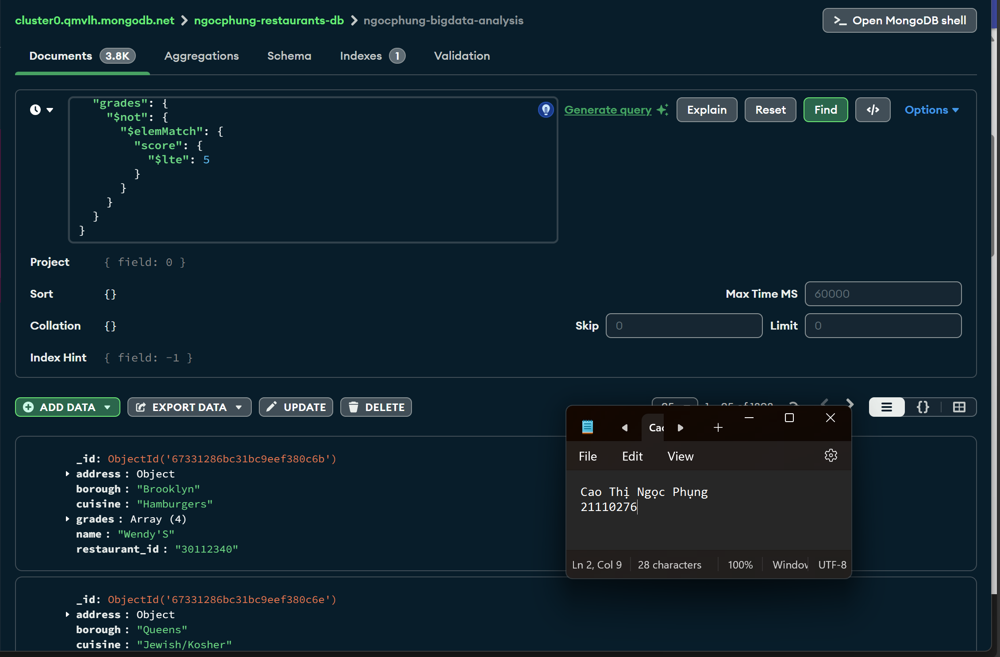 cluster0.qmvlh.mongodb.net > ngocphung-restaurants-db > ngocphung-bigdata-analysis
>_ Open MongoDB shell
Documents 3.8K Aggregations Schema Indexes 1 Validation
"grades": {
"$not": {
"$elemMatch": {
"score": {
"$lte": 5
}
}
}
}
}
Generate query Explain Reset Find </> Options
Project { field: 0 }
Sort {}
Max Time MS 60000
Collation {}
Skip 0 Limit 0
Index Hint { field: -1 }
ADD DATA EXPORT DATA UPDATE DELETE
{}
_id: ObjectId('67331286bc31bc9eef380c6b')
address : Object
borough : "Brooklyn"
cuisine : "Hamburgers"
grades : Array (4)
name : "Wendy'S"
restaurant_id : "30112340"
_id: ObjectId('67331286bc31bc9eef380c6e')
address : Object
borough : "Queens"
cuisine : "Jewish/Kosher"
Cao
File Edit View
Cao Thị Ngọc Phụng
21110276
Ln 2, Col 9 28 characters 100% Window UTF-8